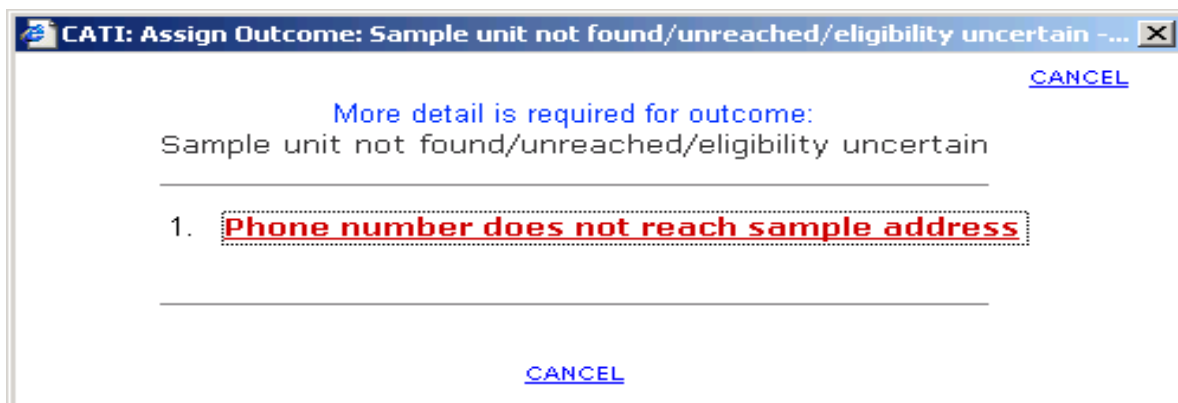 CATI: Assign Outcome: Sample unit not found/unreached/eligibility uncertain -...
CANCEL
More detail is required for outcome:
Sample unit not found/unreached/eligibility uncertain
1. Phone number does not reach sample address
CANCEL